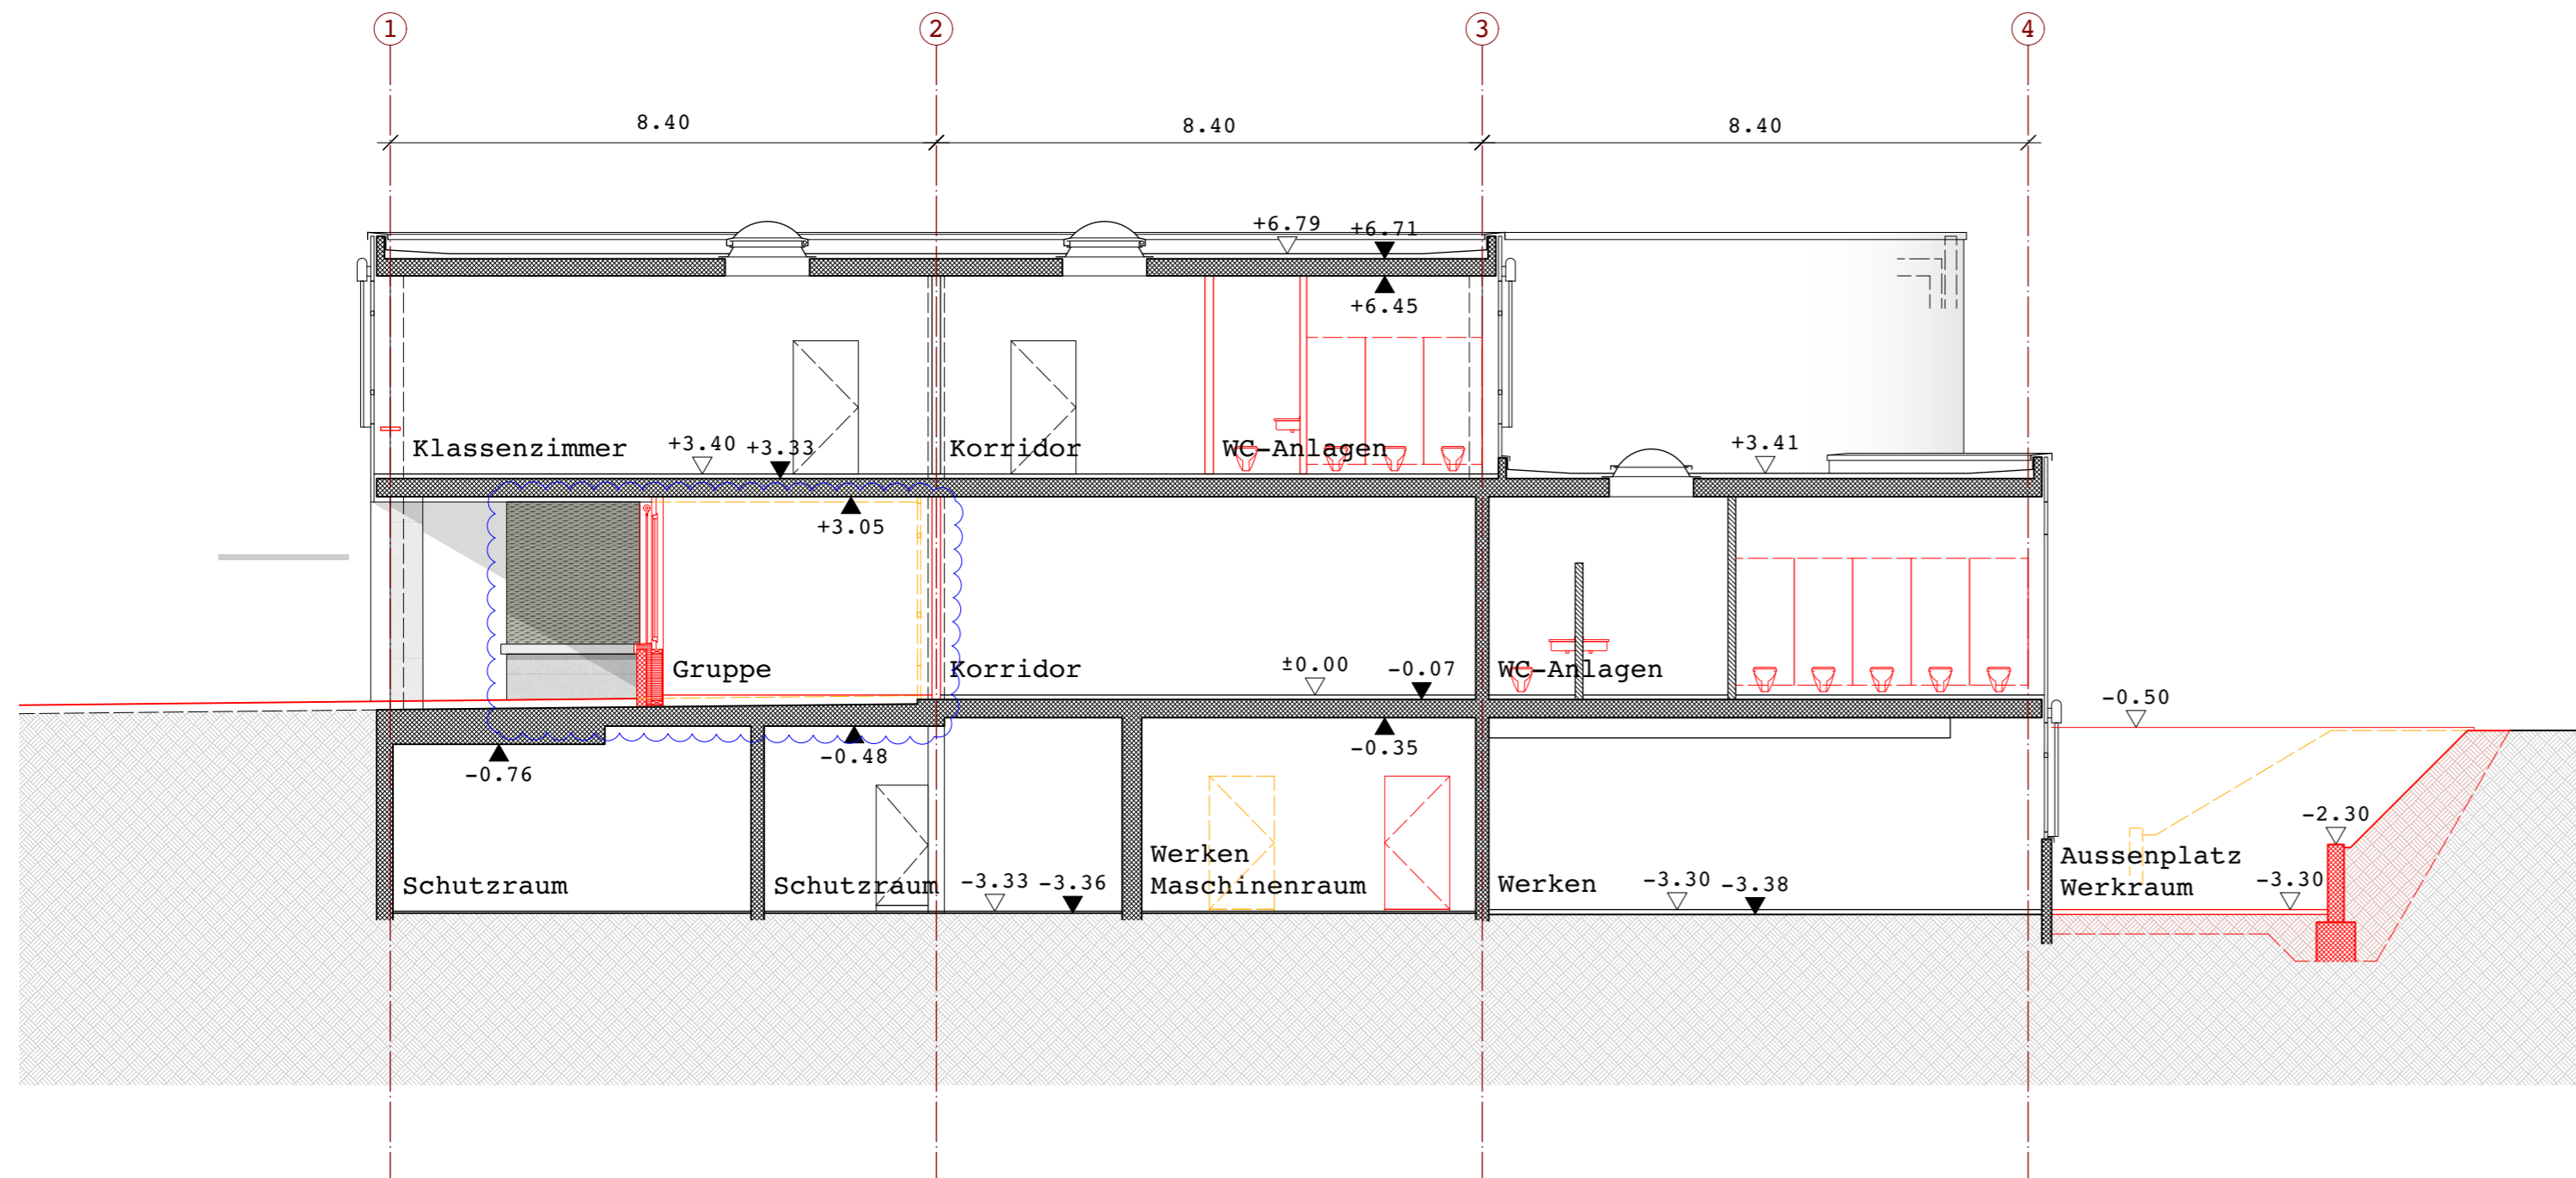 1 2 3 4
8.40 8.40 8.40
+6.79 +6.71
+6.45
Klassenzimmer +3.40 +3.33 Korridor WC-Anlagen +3.41
+3.05
Gruppe Korridor ±0.00 -0.07 WC-Anlagen
-0.50
-0.76 -0.48 -0.35
-2.30
Werken
Maschinenraum
Schutzraum Schutzraum -3.33 -3.36 Werken -3.30 -3.38
Aussenplatz
Werkraum -3.30